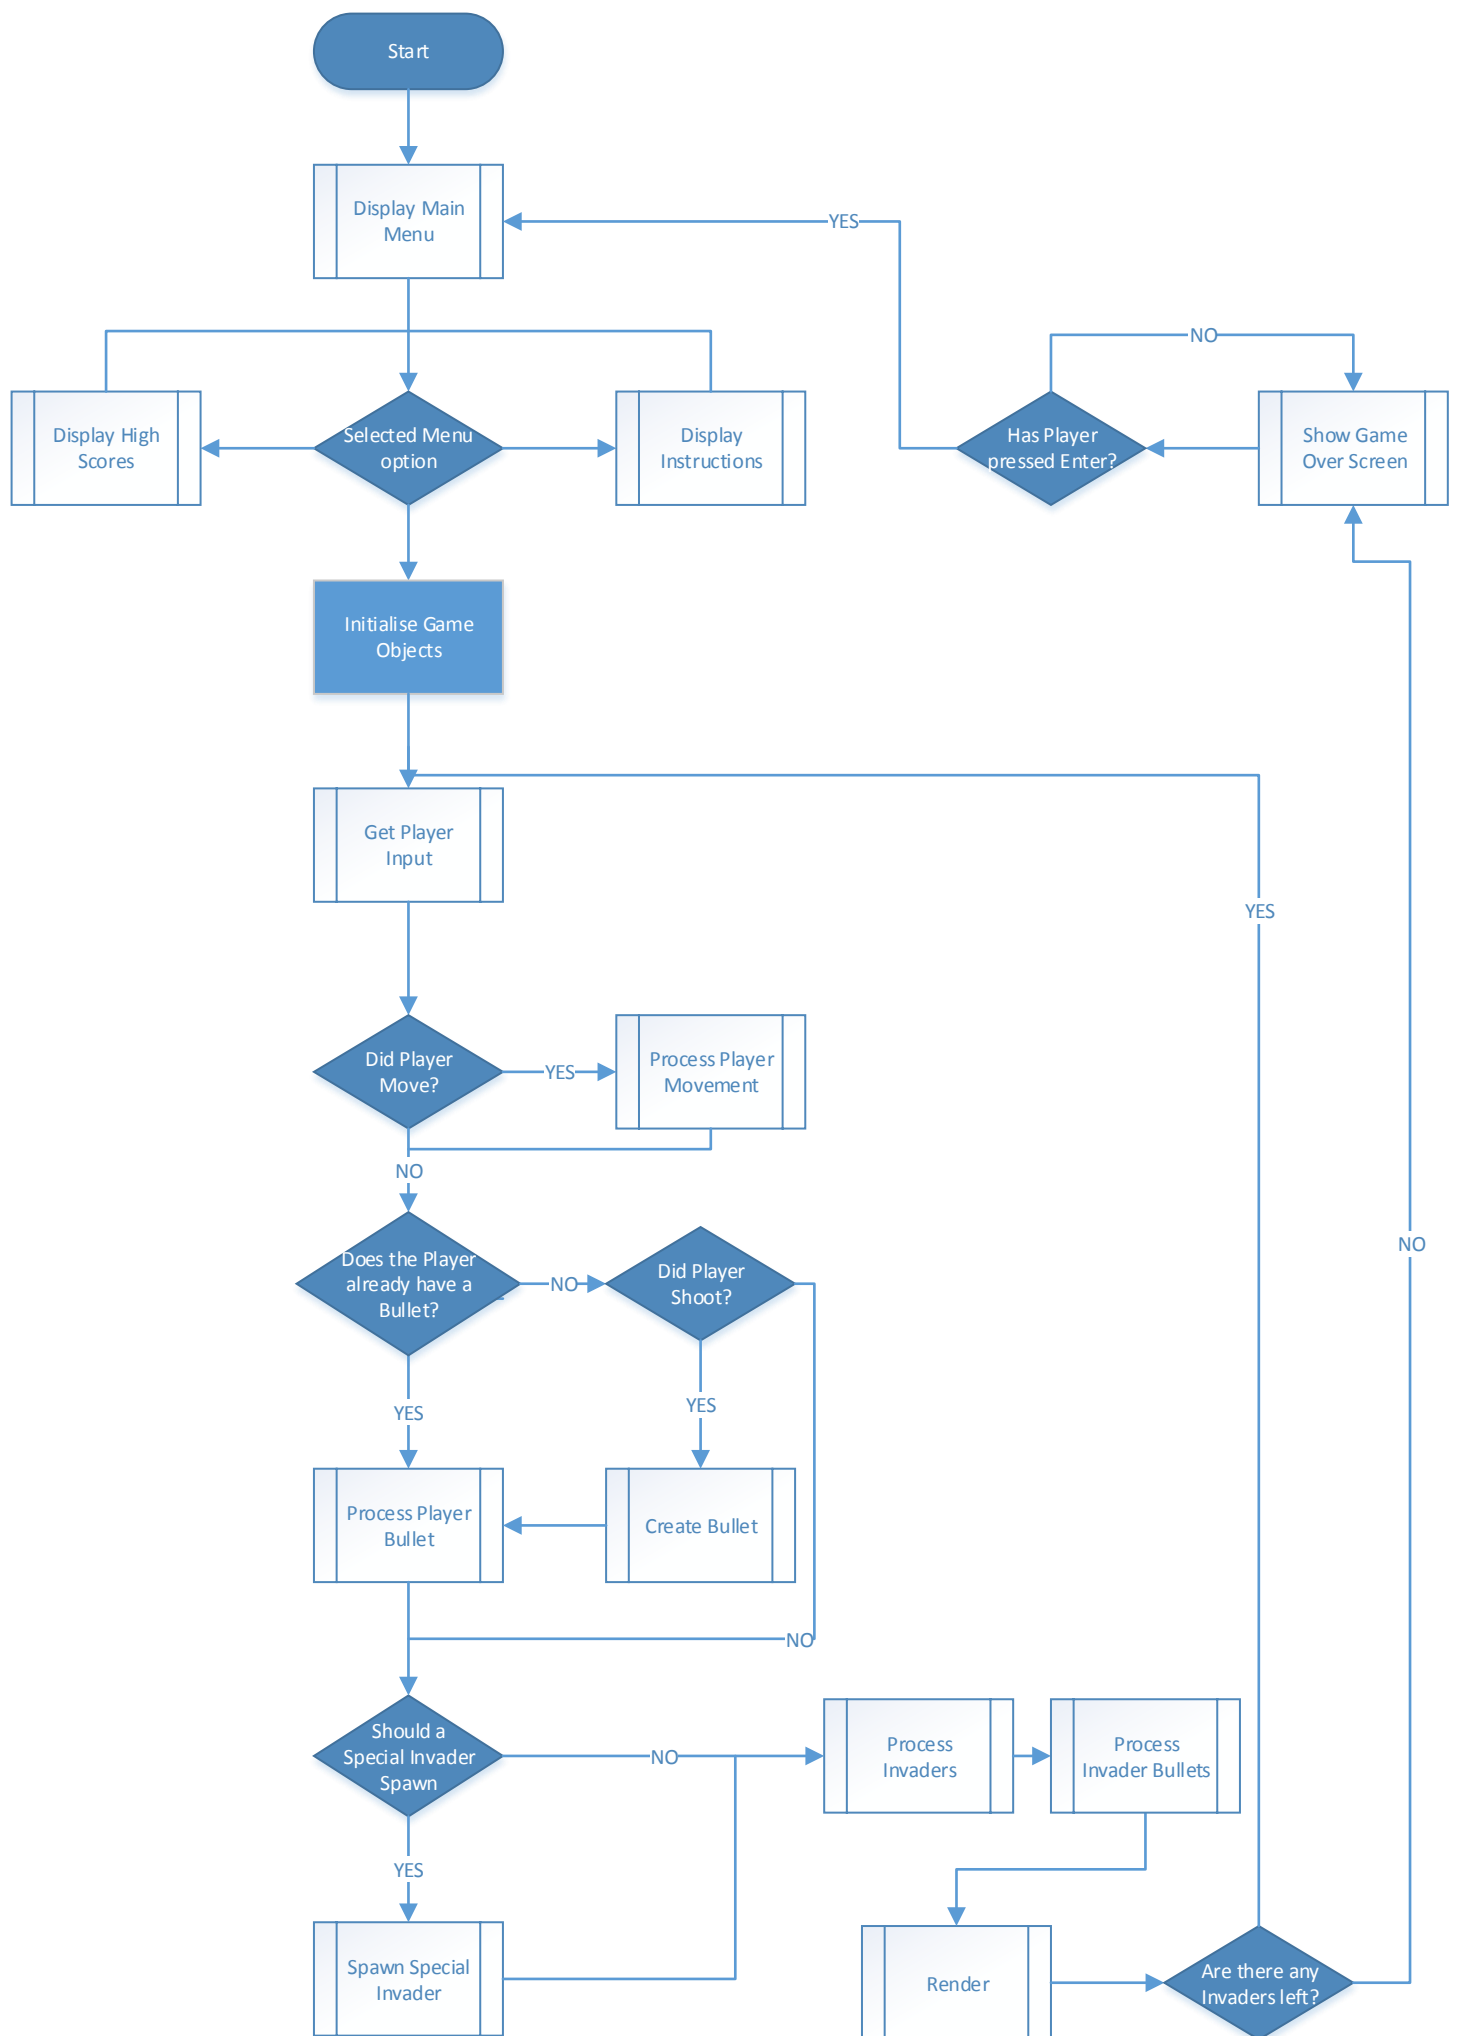 Start
Display Main
Menu
YES
NO
Display High
Scores
Selected Menu
option
Display
Instructions
Has Player
pressed Enter?
Show Game
Over Screen
Initialise Game
Objects
Get Player
Input
YES
Did Player
Move?
YES
Process Player
Movement
NO
Does the Player
already have a
Bullet?
NO
Did Player
Shoot?
NO
YES
YES
Process Player
Bullet
Create Bullet
NO
Should a
Special Invader
Spawn
NO
Process
Invaders
Process
Invader Bullets
YES
Spawn Special
Invader
Render
Are there any
Invaders left?